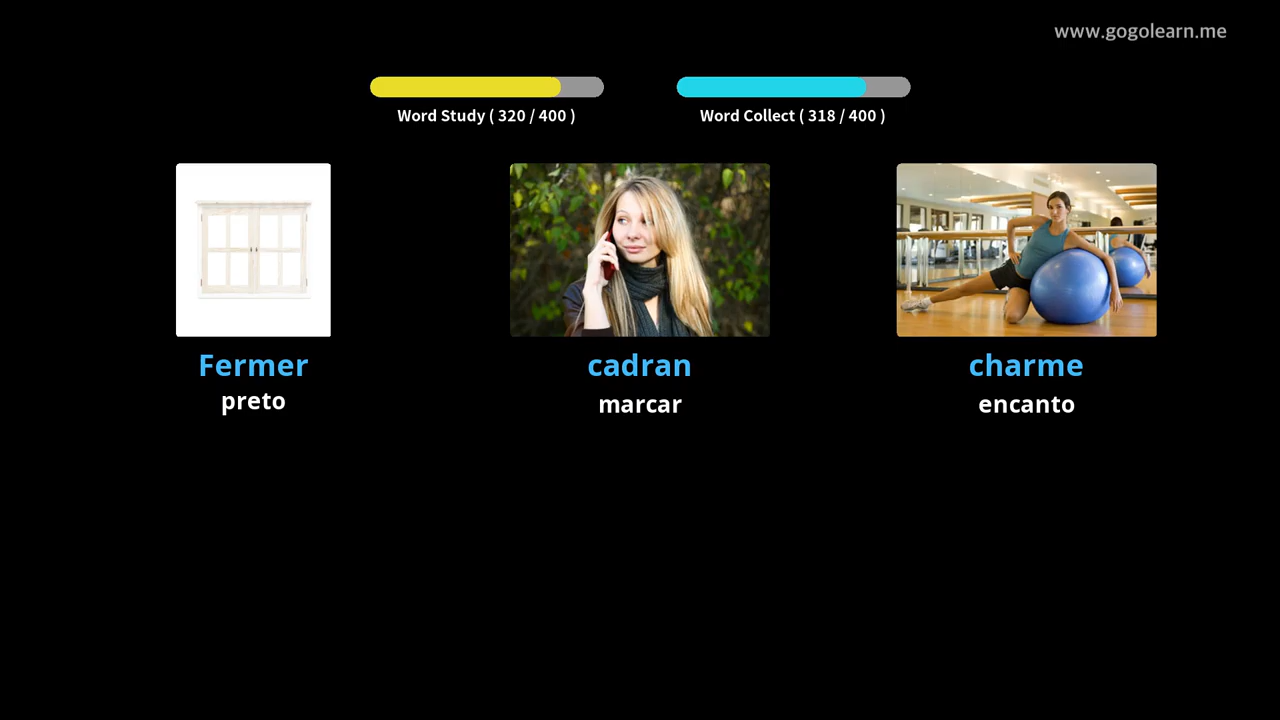 www.gogolearn.me
Word Study ( 320 / 400 )
Word Collect ( 318 / 400 )
Fermer
preto
cadran
marcar
charme
encanto